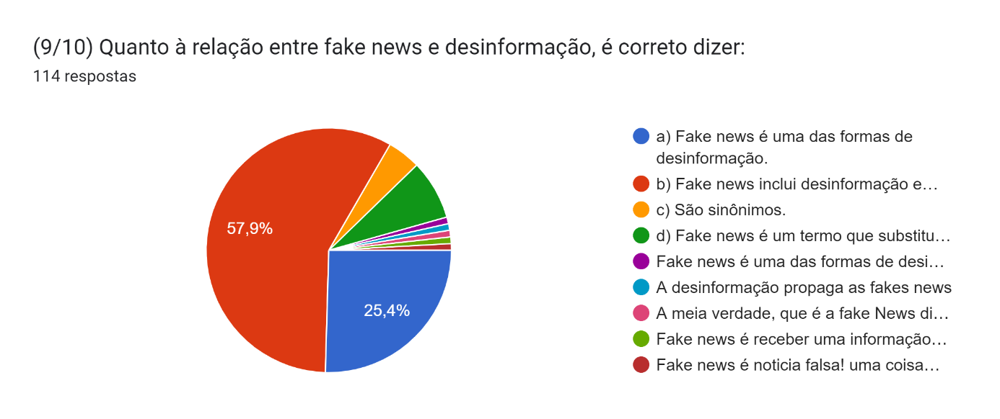 (9/10) Quanto à relação entre fake news e desinformação, é correto dizer:
114 respostas
57,9%
25,4%
a) Fake news é uma das formas de
desinformação.
b) Fake news inclui desinformação e…
c) São sinônimos.
d) Fake news é um termo que substitu…
Fake news é uma das formas de desi…
A desinformação propaga as fakes news
A meia verdade, que é a fake News di…
Fake news é receber uma informação…
Fake news é noticia falsa! uma coisa…